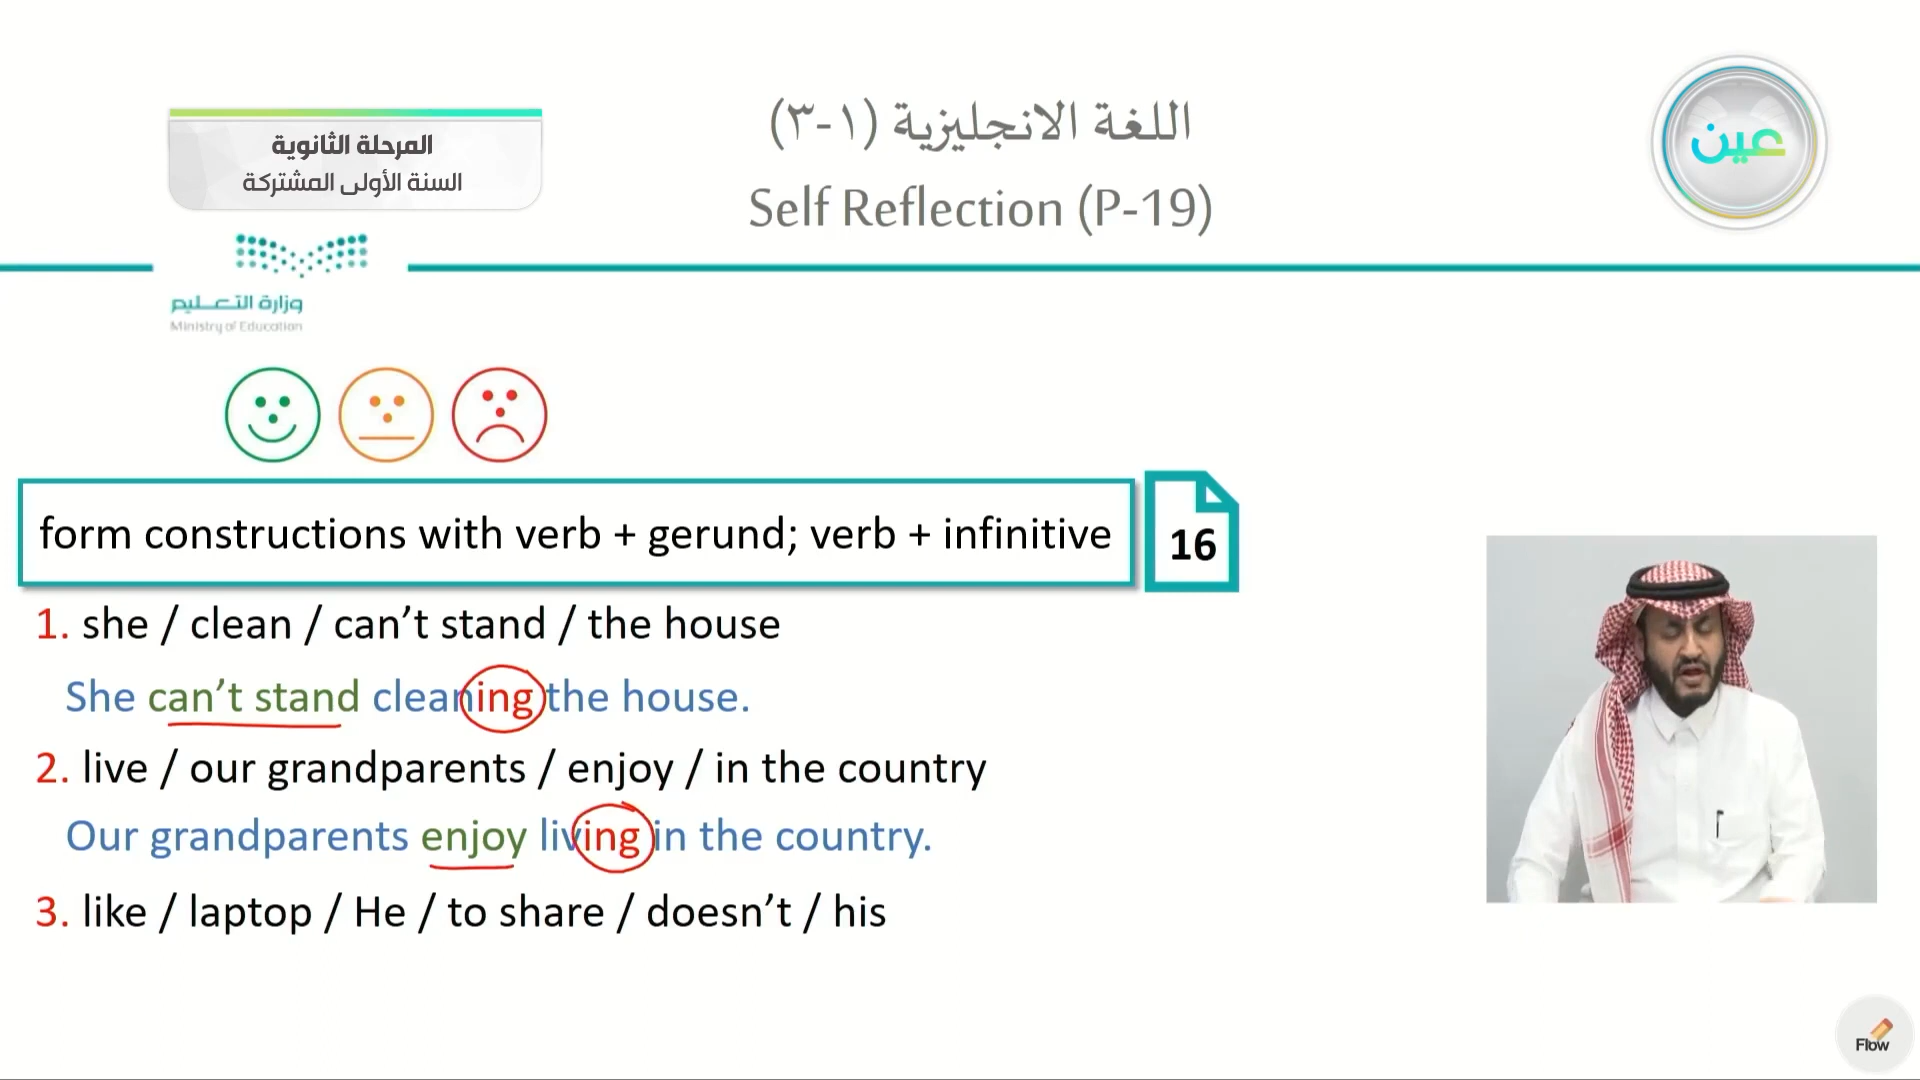 المرحلة الثانوية
السنة الأولى المشتركة
اللغة الانجليزية (١-٣)
Self Reflection (P-19)
عين
وزارة التعليم
Ministry of Education
form constructions with verb + gerund; verb + infinitive
16
1. she / clean / can’t stand / the house
She can’t stand cleaning the house.
2. live / our grandparents / enjoy / in the country
Our grandparents enjoy living in the country.
3. like / laptop / He / to share / doesn’t / his
Flow